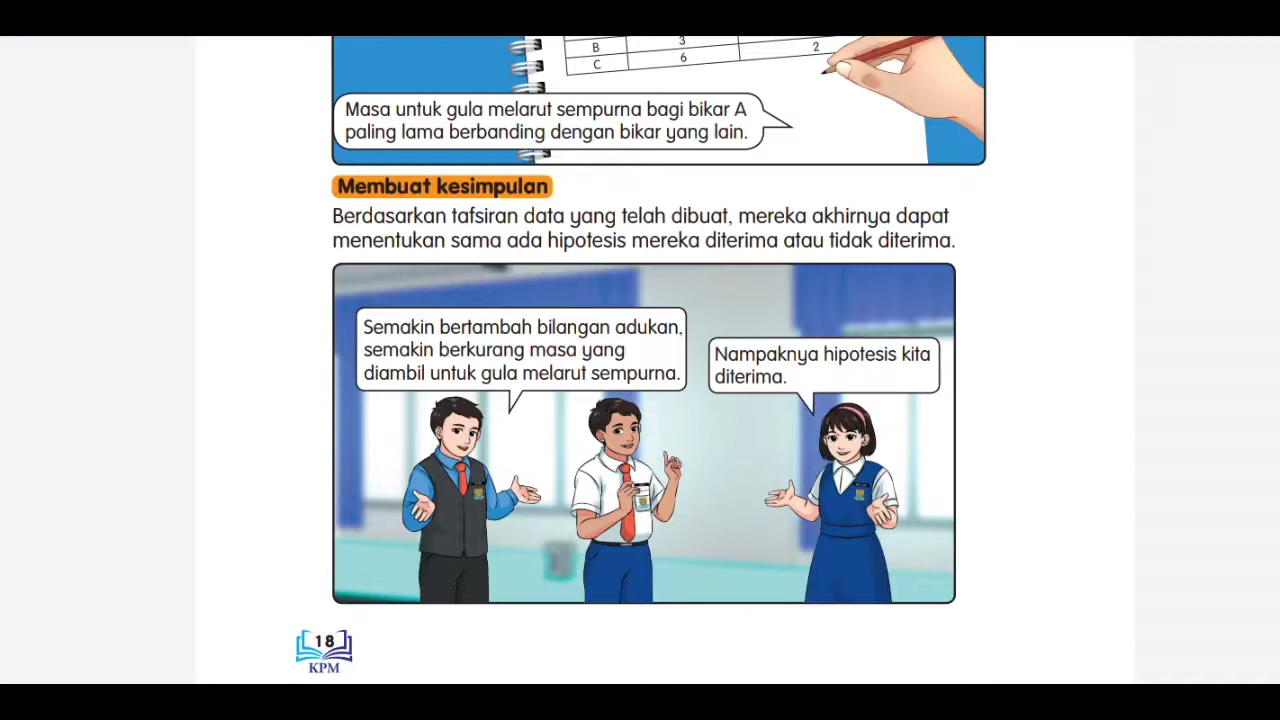 B 3 2
C 6
Masa untuk gula melarut sempurna bagi bikar A
paling lama berbanding dengan bikar yang lain.
Membuat kesimpulan
Berdasarkan tafsiran data yang telah dibuat, mereka akhirnya dapat
menentukan sama ada hipotesis mereka diterima atau tidak diterima.
Semakin bertambah bilangan adukan,
semakin berkurang masa yang
diambil untuk gula melarut sempurna.
Nampaknya hipotesis kita
diterima.
18
KPM